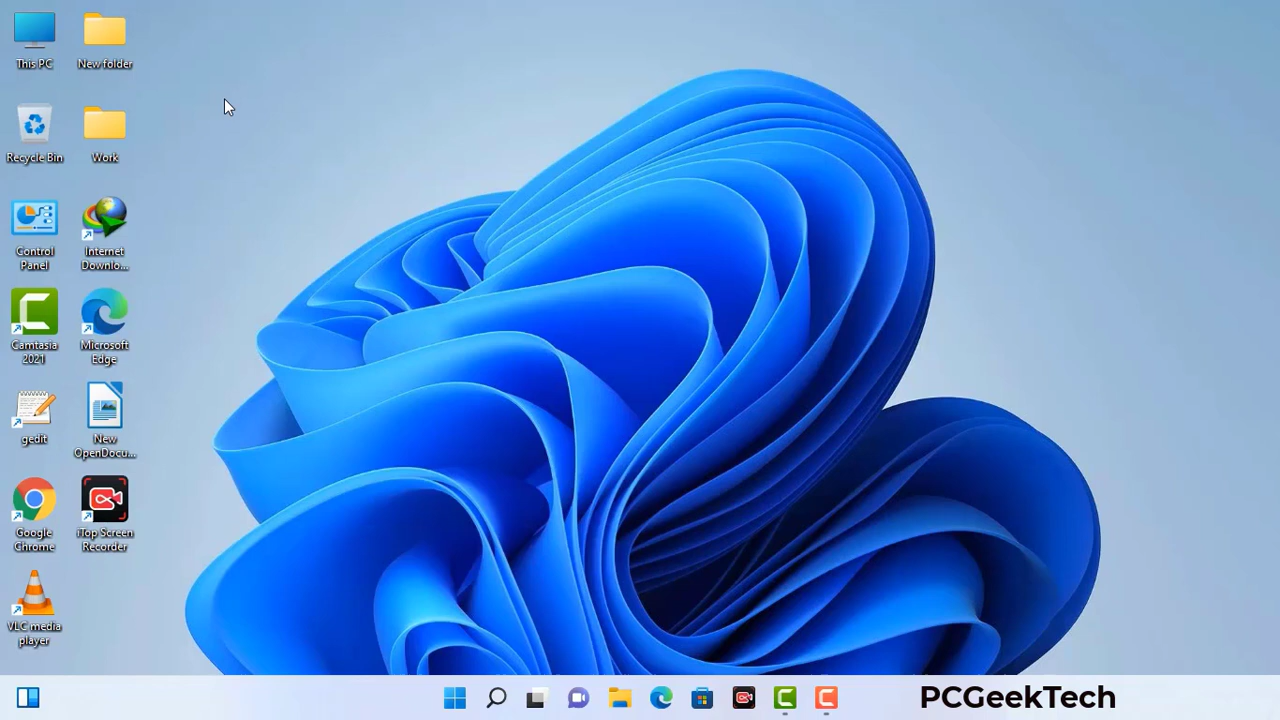 This PC
New folder
Recycle Bin
Work
Control
Panel
Internet
Downlo...
Camtasia
2021
Microsoft
Edge
gedit
New
OpenDocu...
Google
Chrome
iTop Screen
Recorder
VLC media
player
PCGeekTech